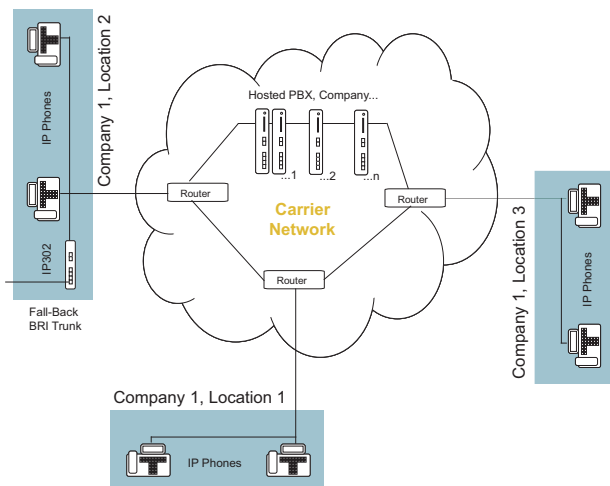 Company 1, Location 2
IP Phones
IP302
Fall-Back
BRI Trunk
Hosted PBX, Company...
...1
...2
...n
Router
Router
Carrier
Network
Router
Company 1, Location 3
IP Phones
Company 1, Location 1
IP Phones